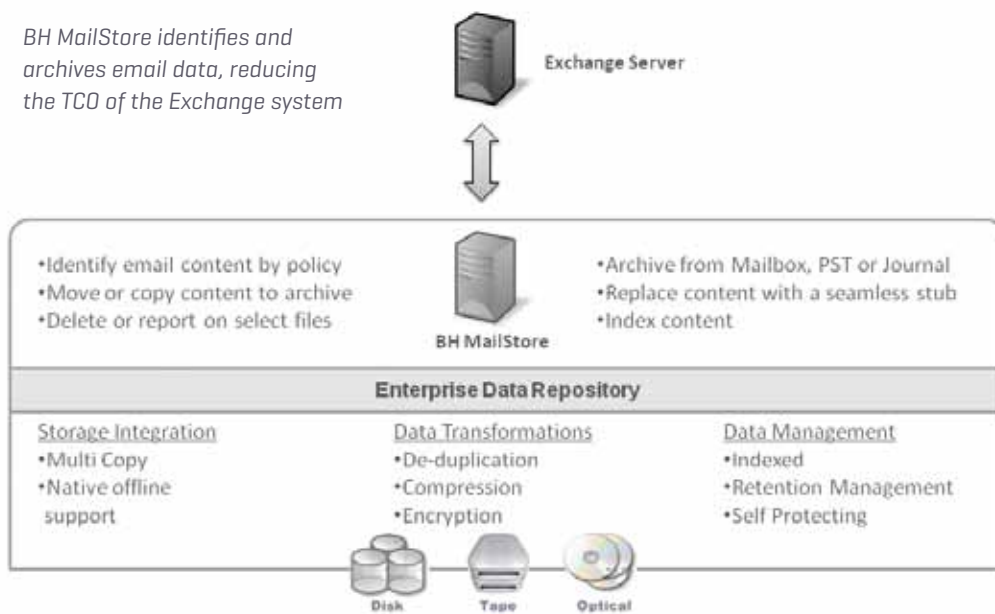 BH MailStore identifies and
archives email data, reducing
the TCO of the Exchange system
Exchange Server
•Identify email content by policy
•Move or copy content to archive
•Delete or report on select files
BH MailStore
•Archive from Mailbox, PST or Journal
•Replace content with a seamless stub
•Index content
Enterprise Data Repository
Storage Integration
•Multi Copy
•Native offline
support
Data Transformations
•De-duplication
•Compression
•Encryption
Data Management
•Indexed
•Retention Management
•Self Protecting
Disk
Tape
Optical